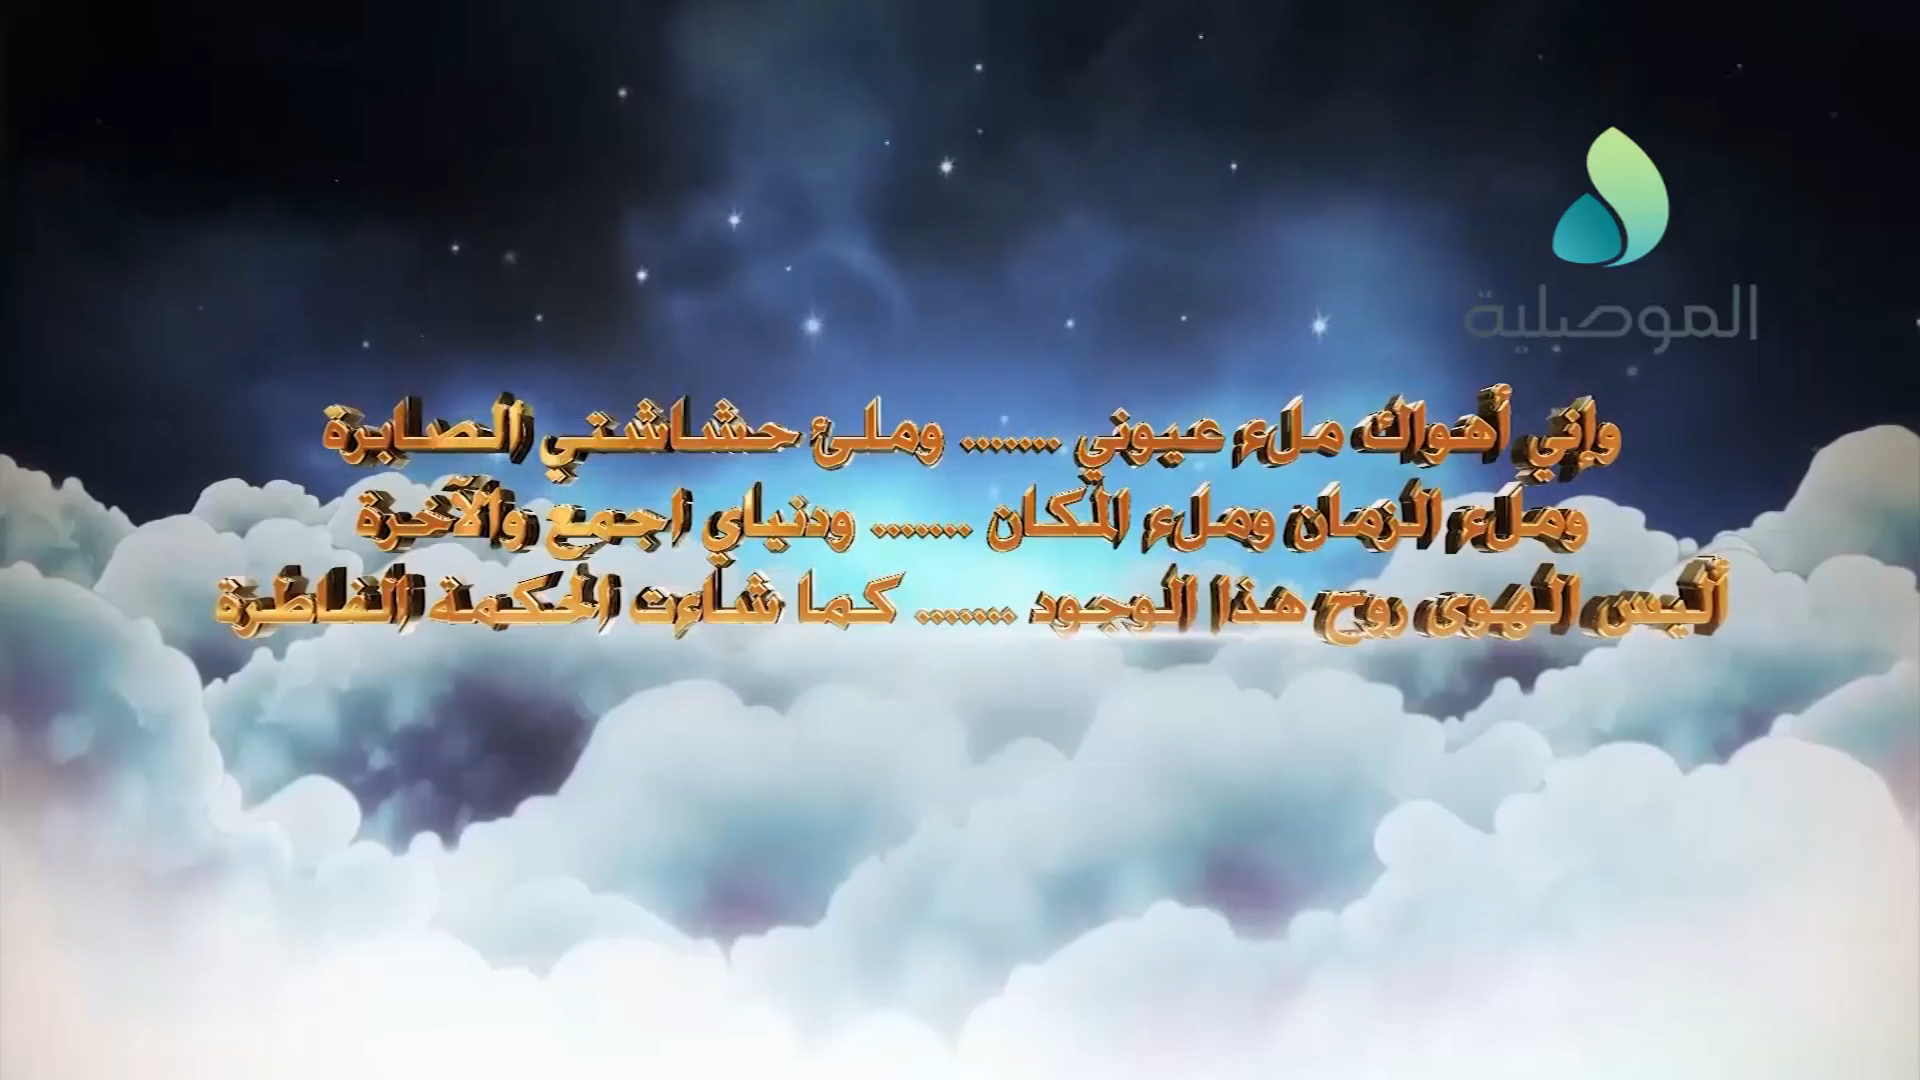 الموصلية
وإني أهواك ملء عيوني ....... وملئ حشاشتي الصابرة
وملء الزمان وملء المكان ....... ودنياي اجمع والآخرة
أليس الهوى روح هذا الوجود ....... كما شاءت الحكمة الفاطرة